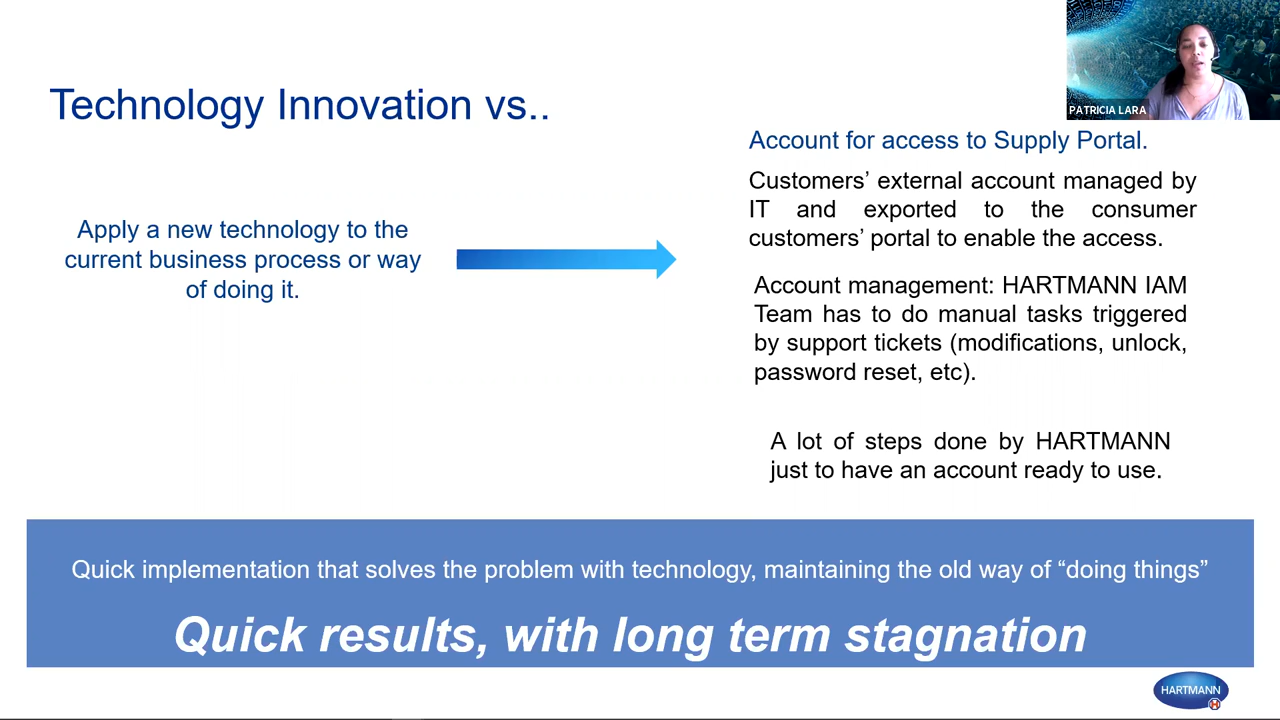 PATRICIA LARA
Technology Innovation vs..
Apply a new technology to the
current business process or way
of doing it.
Account for access to Supply Portal.
Customers’ external account managed by
IT and exported to the consumer
customers’ portal to enable the access.
Account management: HARTMANN IAM
Team has to do manual tasks triggered
by support tickets (modifications, unlock,
password reset, etc).
A lot of steps done by HARTMANN
just to have an account ready to use.
Quick implementation that solves the problem with technology, maintaining the old way of “doing things”
Quick results, with long term stagnation
HARTMANN